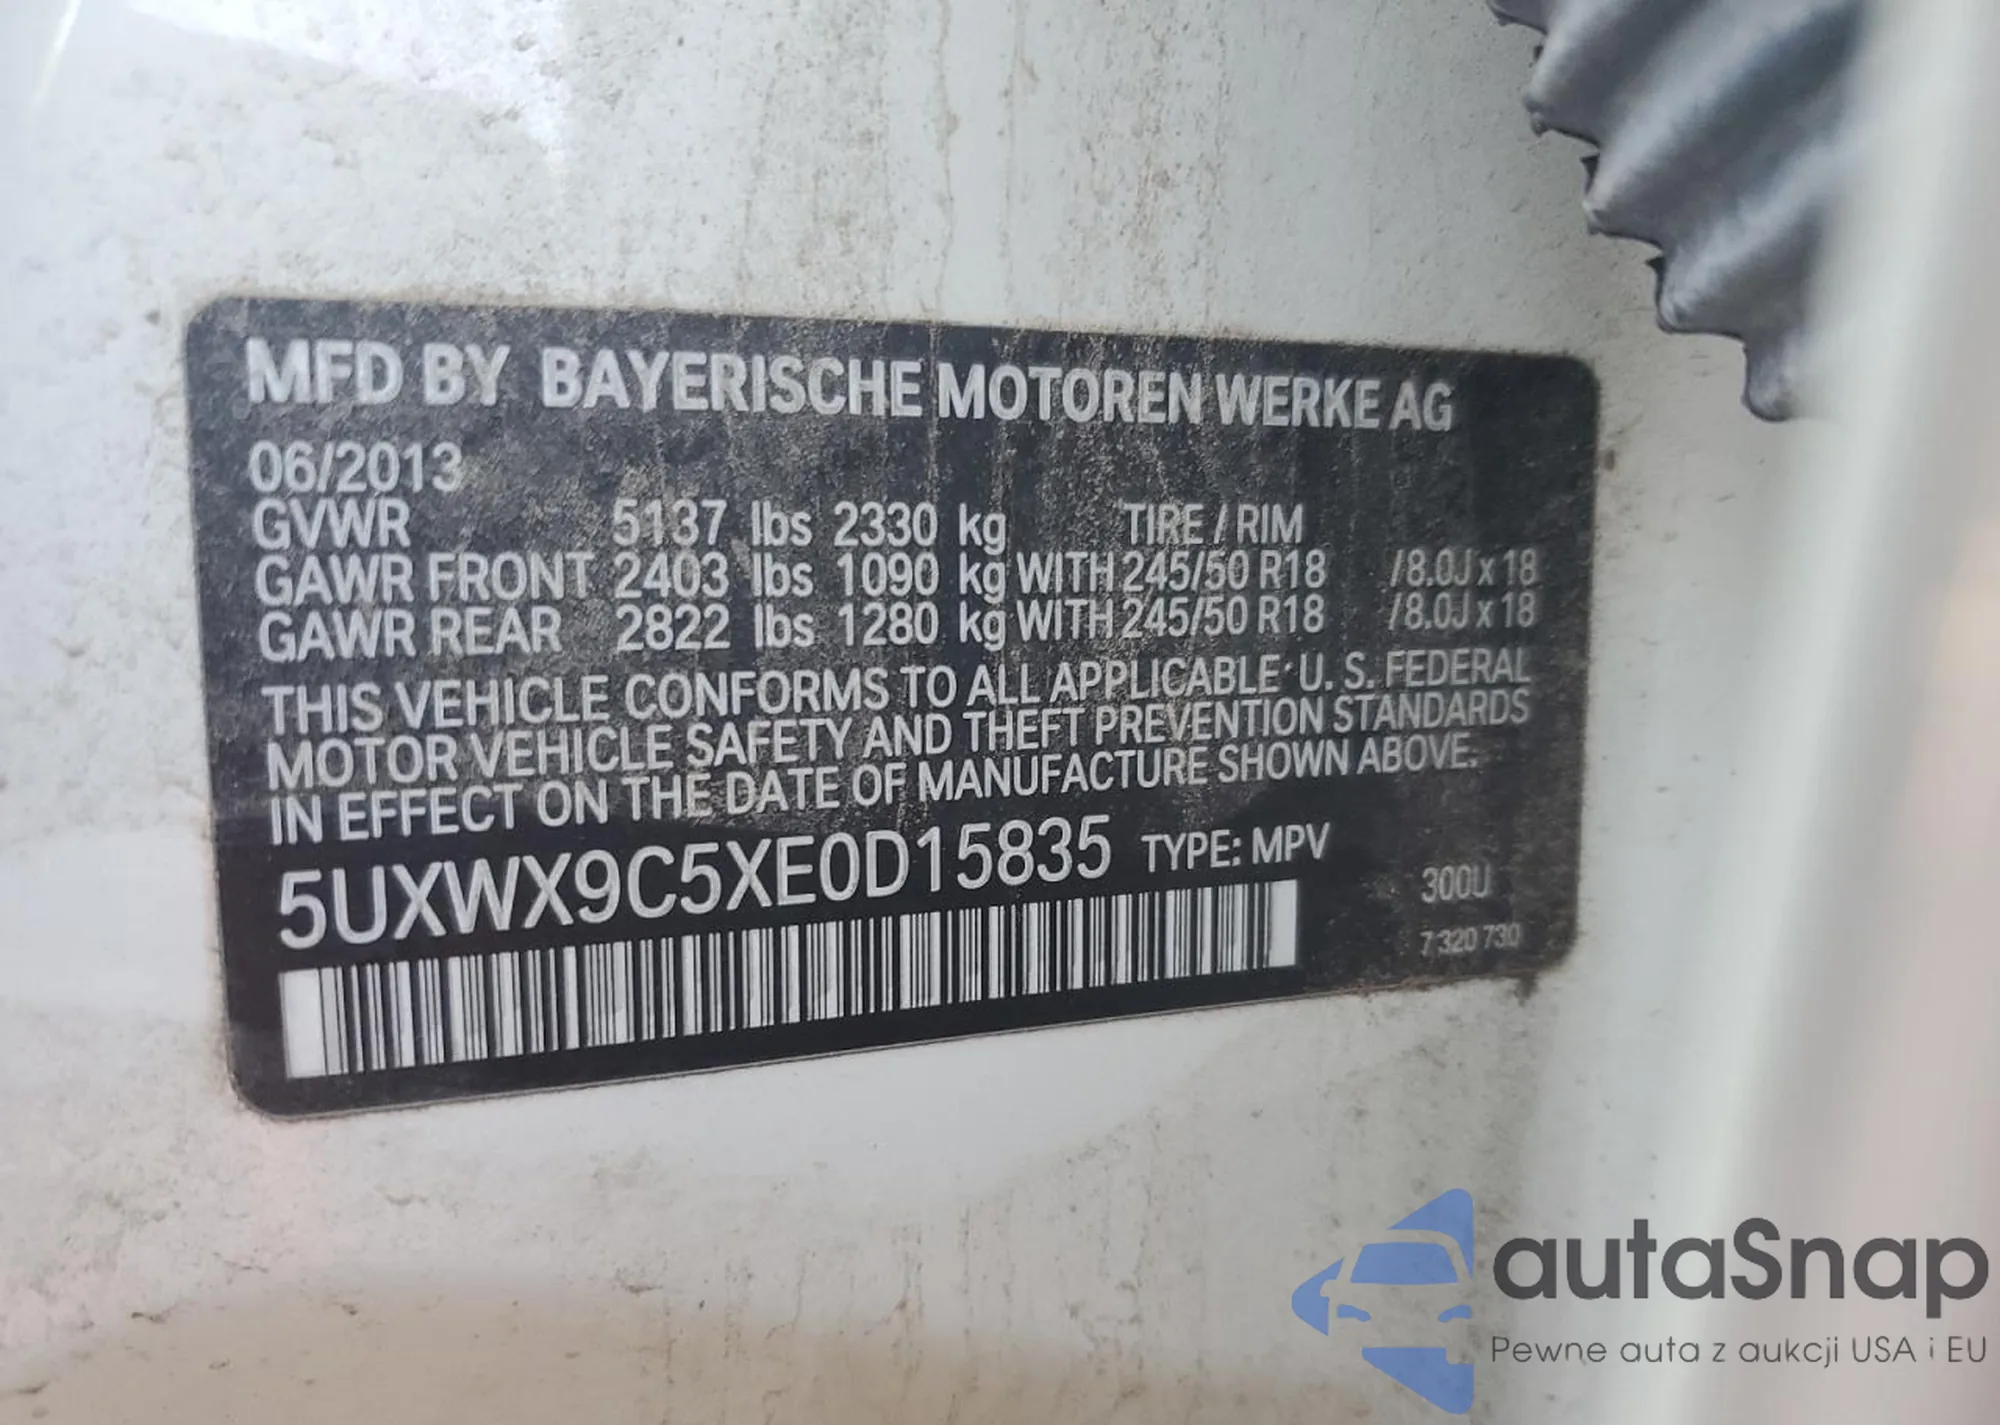 MFD BY BAYERISCHE MOTOREN WERKE AG
06/2013
GVWR 5137 lbs 2330 kg TIRE / RIM
GAWR FRONT 2403 lbs 1090 kg WITH 245/50 R18 /8.0J x 18
GAWR REAR 2822 lbs 1280 kg WITH 245/50 R18 /8.0J x 18
THIS VEHICLE CONFORMS TO ALL APPLICABLE U. S. FEDERAL
MOTOR VEHICLE SAFETY AND THEFT PREVENTION STANDARDS
IN EFFECT ON THE DATE OF MANUFACTURE SHOWN ABOVE.
5UXWX9C5XE0D15835 TYPE: MPV
300U
7 320 730
autaSnap
Pewne auta z aukcji USA i EU